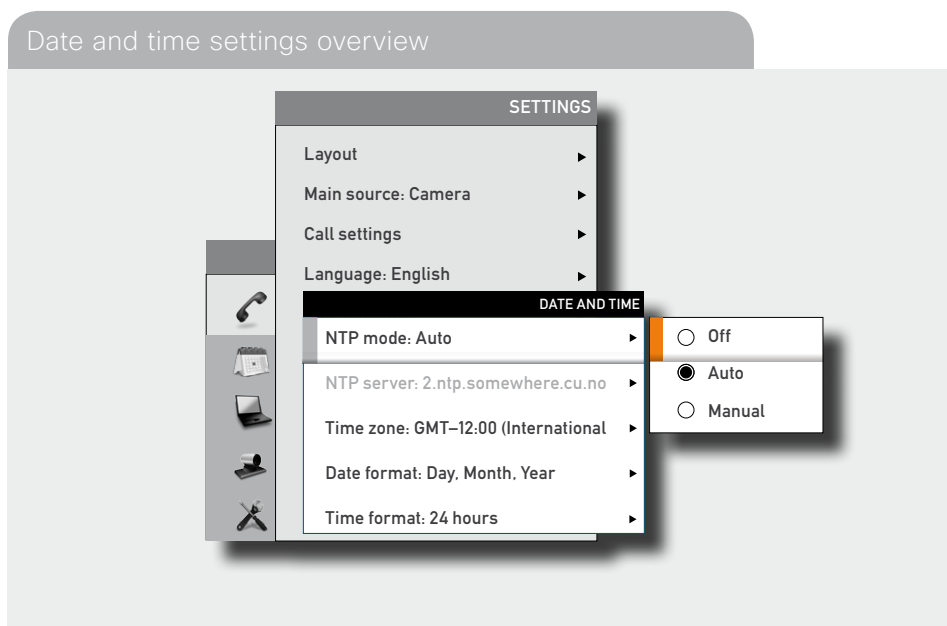 Date and time settings overview
SETTINGS
Layout
Main source: Camera
Call settings
Language: English
DATE AND TIME
NTP mode: Auto
NTP server: 2.ntp.somewhere.cu.no
Time zone: GMT–12:00 (International
Date format: Day, Month, Year
Time format: 24 hours
Off
Auto
Manual